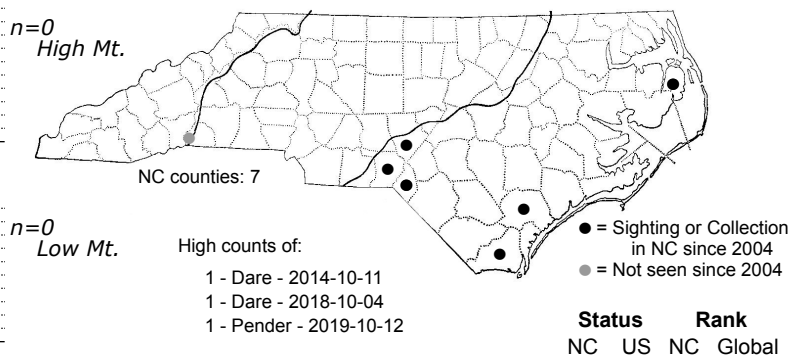 n=0
High Mt.
NC counties: 7
n=0
Low Mt.
High counts of:
1 - Dare - 2014-10-11
1 - Dare - 2018-10-04
1 - Pender - 2019-10-12
= Sighting or Collection
in NC since 2004
= Not seen since 2004
Status Rank
NC US NC Global